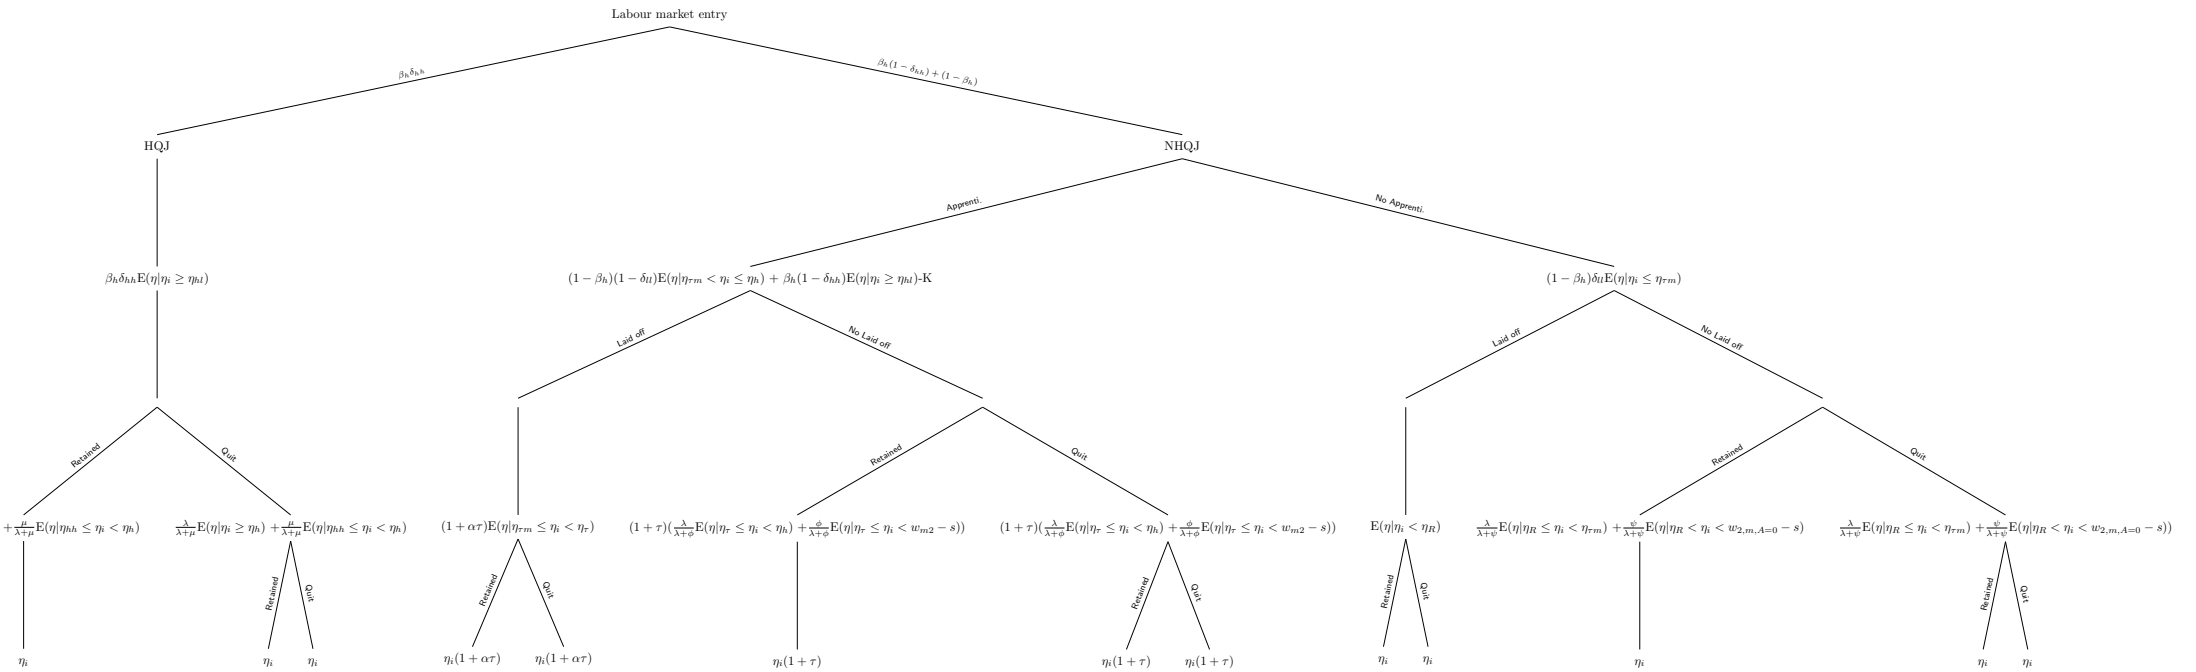 Labour market entry
β_h δ_hh
β_h(1 − δ_hh) + (1 − β_h)
HQJ
NHQJ
Apprenti.
No Apprenti.
β_h δ_hh E(η|η_i ≥ η_hl)
(1 − β_h)(1 − δ_ll)E(η|η_τm < η_i ≤ η_h) + β_h(1 − δ_hh)E(η|η_i ≥ η_hl)-K
(1 − β_h)δ_ll E(η|η_i ≤ η_τm)
Laid off
No Laid off
Laid off
No Laid off
Retained
Quit
Retained
Quit
Retained
Quit
+ μ/(λ+μ) E(η|η_hh ≤ η_i < η_h)
λ/(λ+μ) E(η|η_i ≥ η_h) + μ/(λ+μ) E(η|η_hh ≤ η_i < η_h)
(1 + ατ)E(η|η_τm ≤ η_i < η_τ)
(1 + τ)(λ/(λ+φ) E(η|η_τ ≤ η_i < η_h) + ϕ/(λ+φ) E(η|η_τ ≤ η_i < w_m2 − s))
(1 + τ)(λ/(λ+φ) E(η|η_τ ≤ η_i < η_h) + ϕ/(λ+φ) E(η|η_τ ≤ η_i < w_m2 − s))
E(η|η_i < η_R)
λ/(λ+ψ) E(η|η_R ≤ η_i < η_τm) + ψ/(λ+ψ) E(η|η_R < η_i < w_2,m,A=0 − s)
λ/(λ+ψ) E(η|η_R ≤ η_i < η_τm) + ψ/(λ+ψ) E(η|η_R < η_i < w_2,m,A=0 − s))
Retained
Quit
Retained
Quit
Retained
Quit
Retained
Quit
Retained
Quit
η_i
η_i
η_i
η_i(1 + ατ)
η_i(1 + ατ)
η_i(1 + τ)
η_i(1 + τ)
η_i(1 + τ)
η_i
η_i
η_i
η_i
η_i